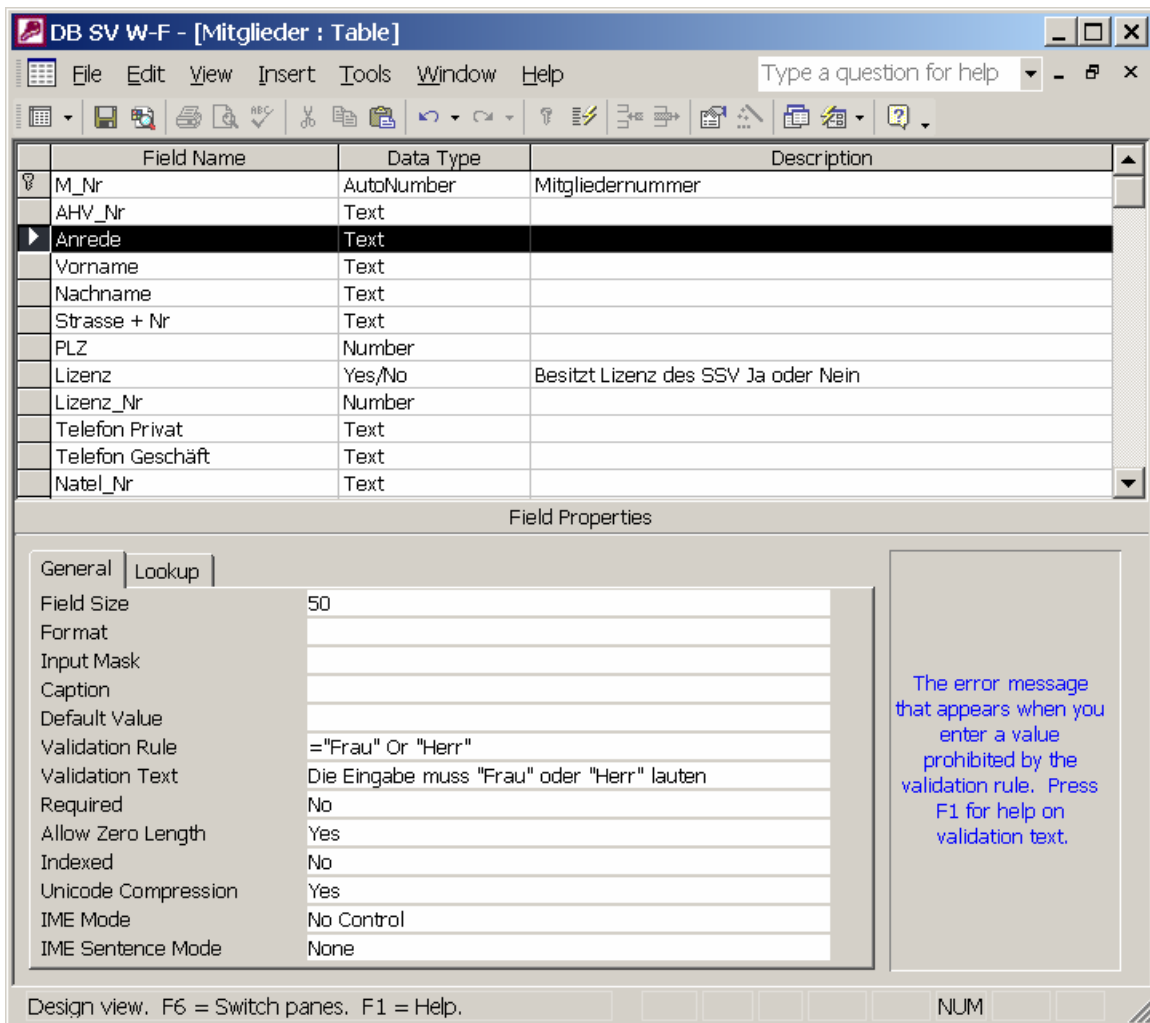 DB SV W-F - [Mitglieder : Table]
File Edit View Insert Tools Window Help Type a question for help
ABC
Field Name Data Type Description
M_Nr AutoNumber Mitgliedernummer
AHV_Nr Text
Anrede Text
Vorname Text
Nachname Text
Strasse + Nr Text
PLZ Number
Lizenz Yes/No Besitzt Lizenz des SSV Ja oder Nein
Lizenz_Nr Number
Telefon Privat Text
Telefon Geschäft Text
Natel_Nr Text
Field Properties
General Lookup
Field Size 50
Format
Input Mask
Caption
Default Value
Validation Rule ="Frau" Or "Herr"
Validation Text Die Eingabe muss "Frau" oder "Herr" lauten
Required No
Allow Zero Length Yes
Indexed No
Unicode Compression Yes
IME Mode No Control
IME Sentence Mode None
The error message
that appears when you
enter a value
prohibited by the
validation rule. Press
F1 for help on
validation text.
Design view. F6 = Switch panes. F1 = Help. NUM